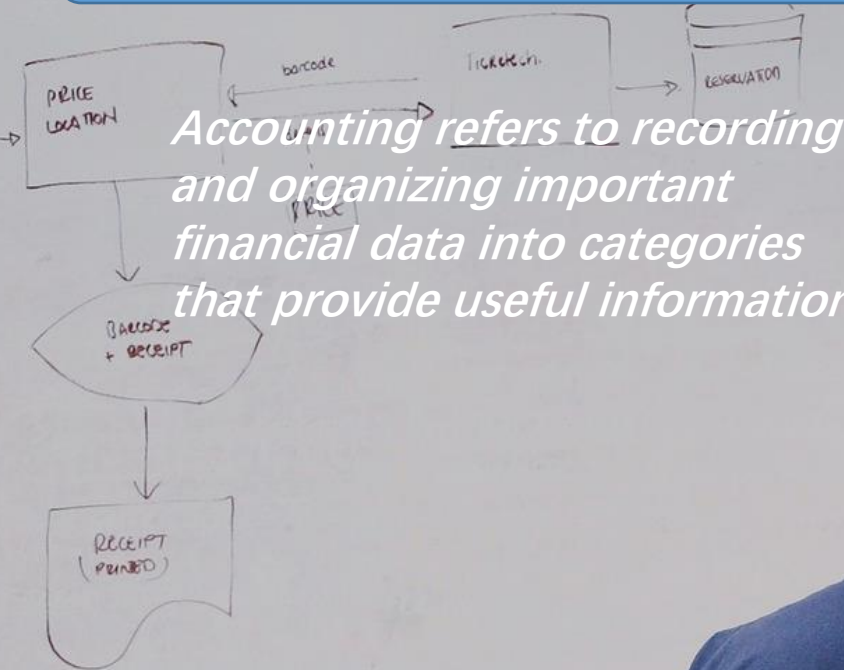 barcode
Ticketech.
RESERVATION
PRICE
LOCATION
Accounting refers to recording
and organizing important
PRICE
financial data into categories
that provide useful information
BARCODE
+ RECEIPT
RECEIPT
(PRINTED)